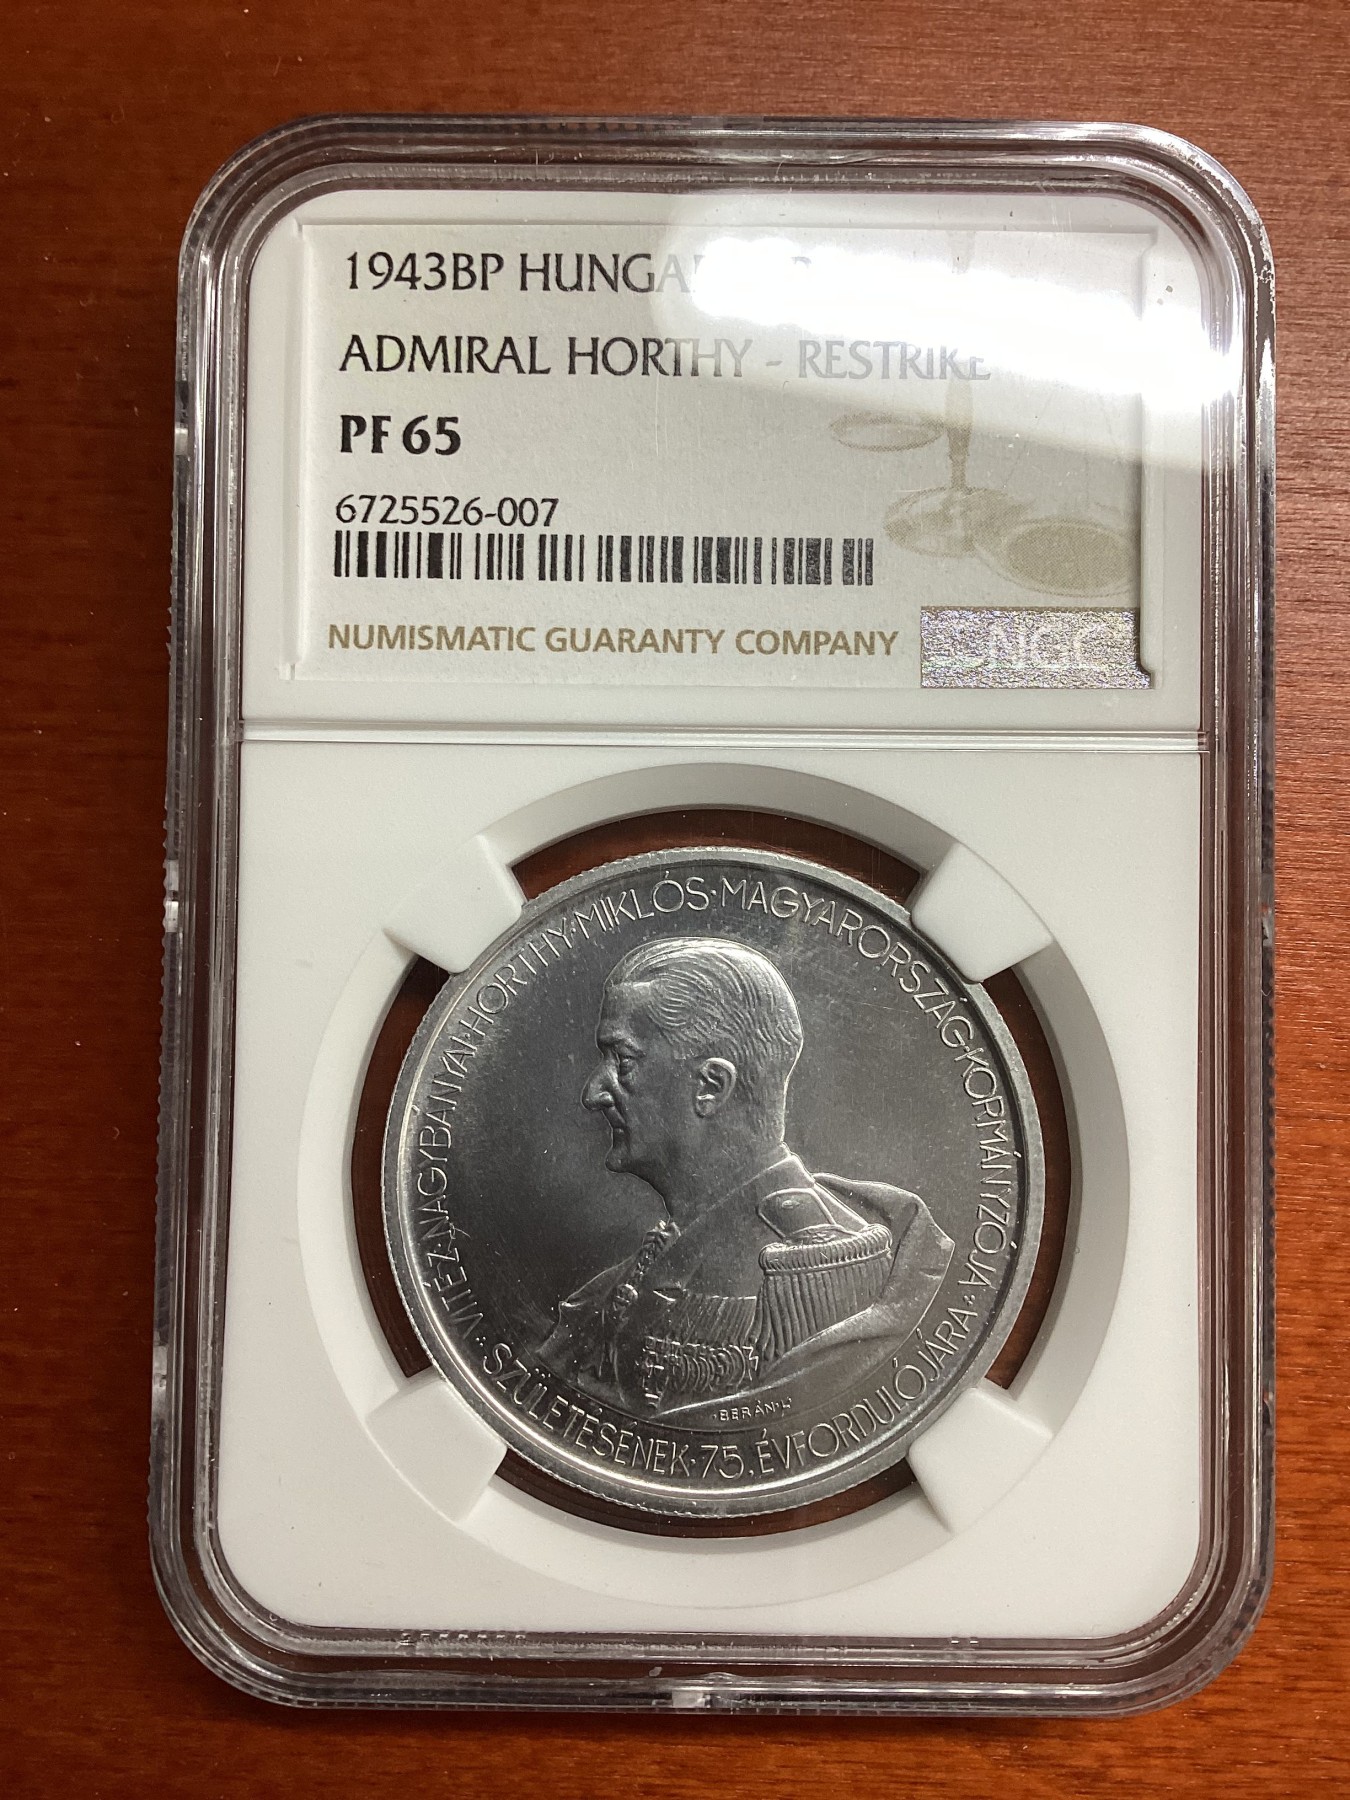 1943BP HUNGA
ADMIRAL HORTHY - RESTRIKE
PF 65
6725526-007
NUMISMATIC GUARANTY COMPANY
NGC
VITÉZ·NAGYBÁNYAI·HORTHY·MIKLÓS·MAGYARORSZÁG·KORMÁNYZÓJA·
SZÜLETÉSÉNEK·75.ÉVFORDULÓJÁRA·
·BERÁN·L·